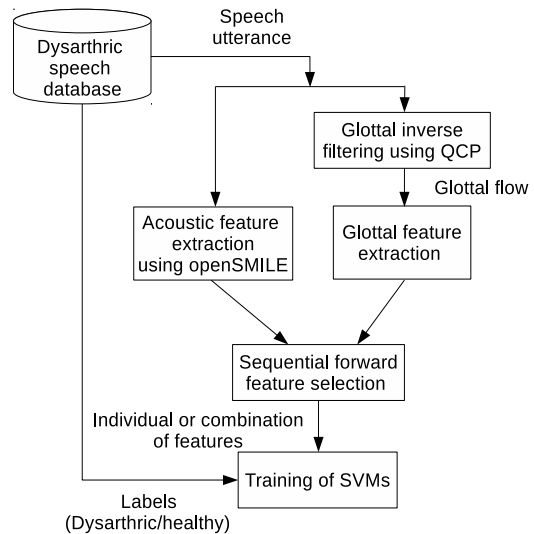 Speech
utterance
Dysarthric
speech
database
Glottal inverse
filtering using QCP
Glottal flow
Acoustic feature
extraction
using openSMILE
Glottal feature
extraction
Sequential forward
feature selection
Individual or combination
of features
Training of SVMs
Labels
(Dysarthric/healthy)